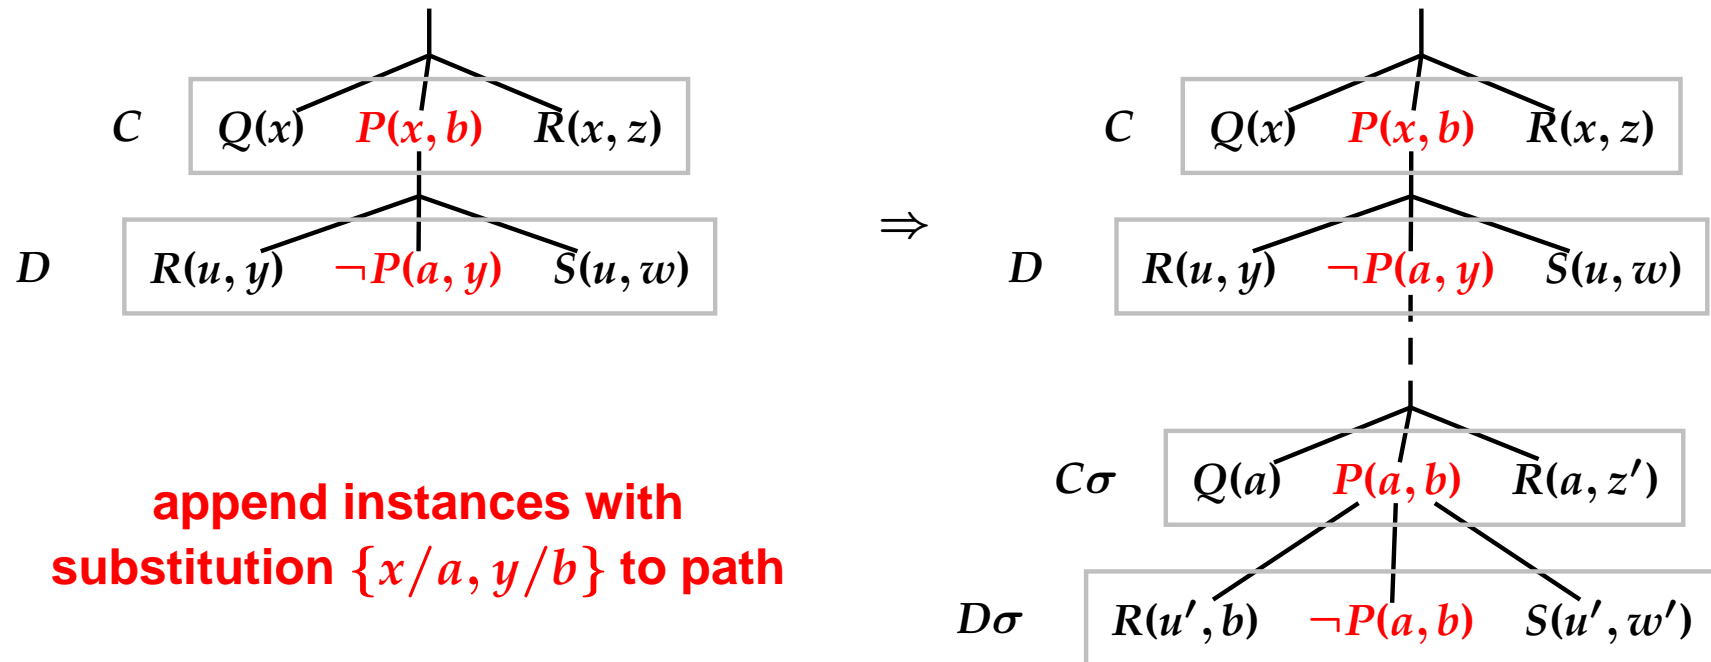 C Q(x) P(x, b) R(x, z)
D R(u, y) ¬P(a, y) S(u, w)
append instances with
substitution {x/a, y/b} to path
⇒
C Q(x) P(x, b) R(x, z)
D R(u, y) ¬P(a, y) S(u, w)
Cσ Q(a) P(a, b) R(a, z′)
Dσ R(u′, b) ¬P(a, b) S(u′, w′)